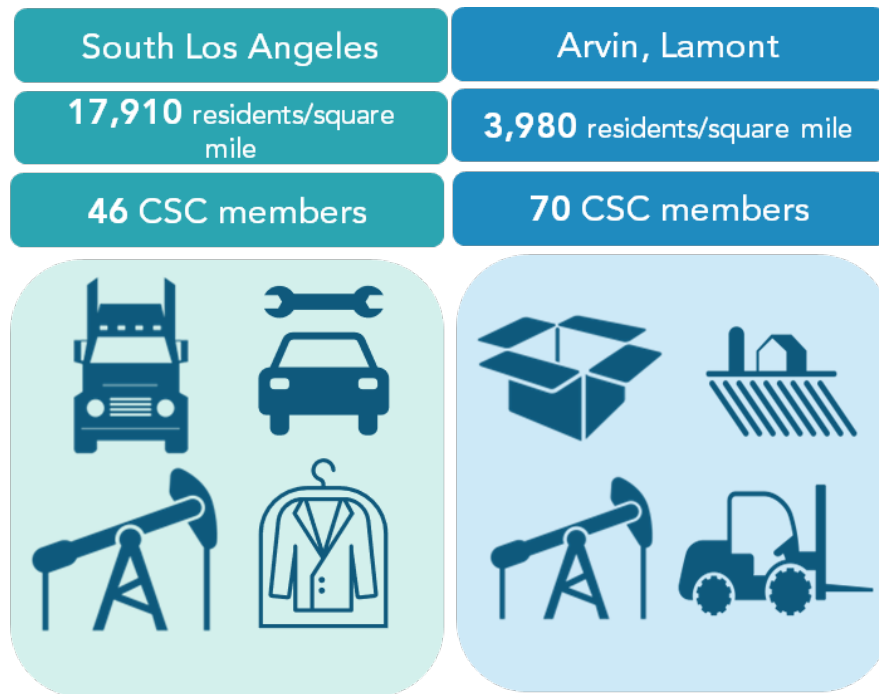 South Los Angeles
Arvin, Lamont
17,910 residents/square
mile
3,980 residents/square mile
46 CSC members
70 CSC members